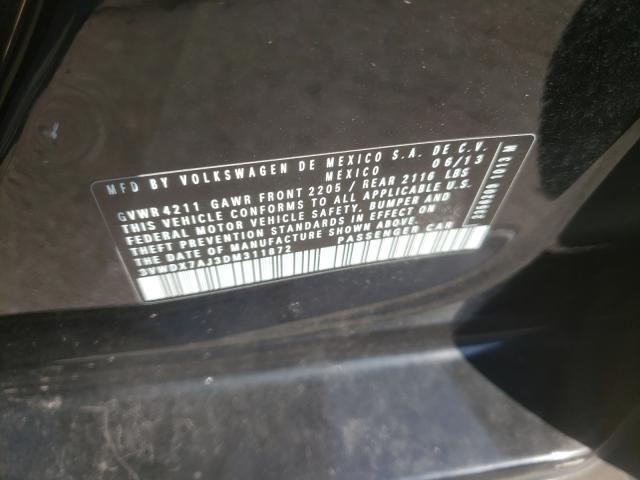 MFD BY VOLKSWAGEN DE MEXICO S.A. DE C.V.
MEXICO 06/13
GVWR 4211 GAWR FRONT 2205 / REAR 2116 LBS
THIS VEHICLE CONFORMS TO ALL APPLICABLE U.S.
FEDERAL MOTOR VEHICLE SAFETY, BUMPER AND
THEFT PREVENTION STANDARDS IN EFFECT ON
THE DATE OF MANUFACTURE SHOWN ABOVE.
3VWDX7AJ3DM311872 PASSENGER CAR